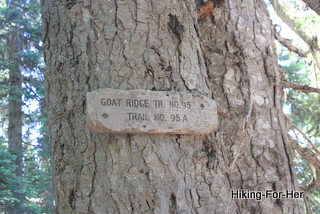 GOAT RIDGE TR. NO. 95
TRAIL NO. 95 A
Hiking-For-Her